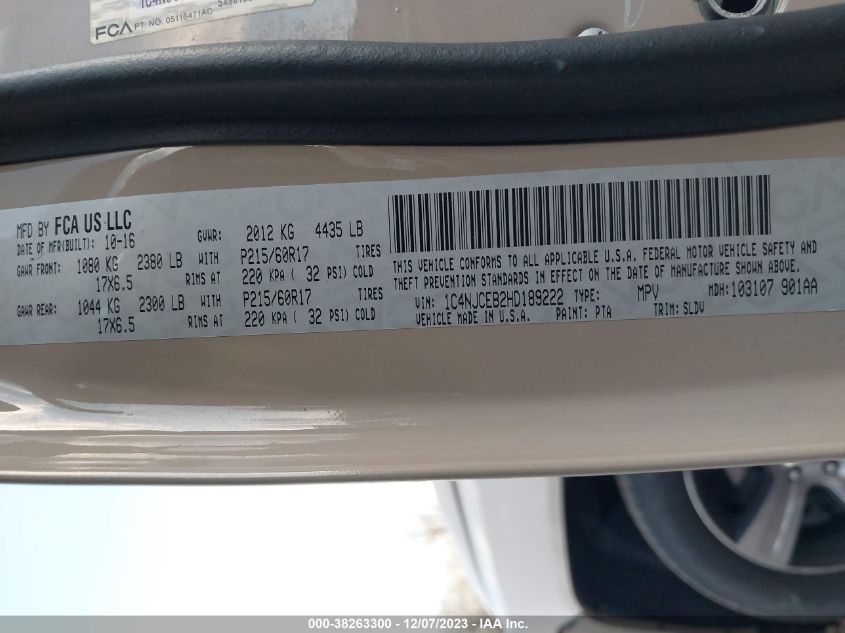 FCA PT. NO. 05116471AC
MFD BY FCA US LLC
DATE OF MFR(BUILT): 10-16 GVWR: 2012 KG 4435 LB
GAWR FRONT: 1080 KG 2380 LB WITH P215/60R17 TIRES
17X6.5 RIMS AT 220 KPA ( 32 PSI) COLD
GAWR REAR: 1044 KG 2300 LB WITH P215/60R17 TIRES
17X6.5 RIMS AT 220 KPA ( 32 PSI) COLD
THIS VEHICLE CONFORMS TO ALL APPLICABLE U.S.A. FEDERAL MOTOR VEHICLE SAFETY AND
THEFT PREVENTION STANDARDS IN EFFECT ON THE DATE OF MANUFACTURE SHOWN ABOVE.
VIN: 1C4NJCEB2HD189222 TYPE: MPV MDH:103107 901AA
VEHICLE MADE IN U.S.A. PAINT: PTA TRIM: SLDV
000-38263300 - 12/07/2023 - IAAI.com.